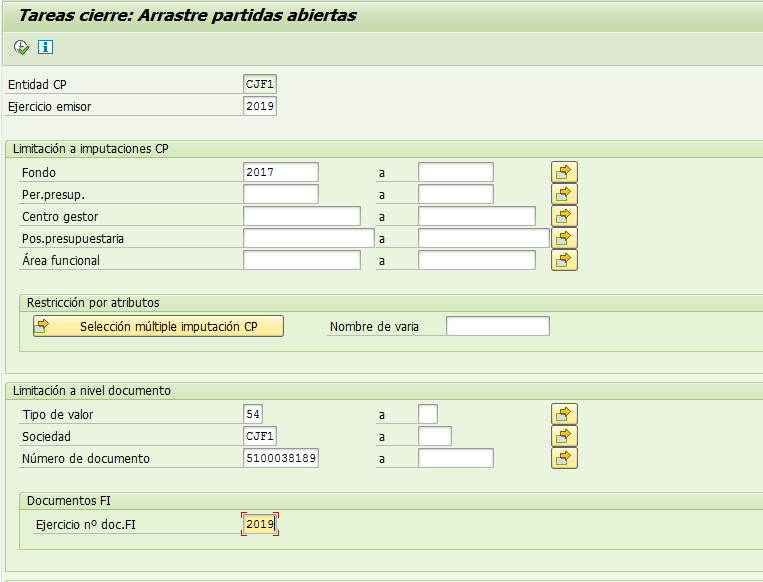 Tareas cierre: Arrastre partidas abiertas
Entidad CP CJF1
Ejercicio emisor 2019
Limitación a imputaciones CP
Fondo 2017 a
Per.presup. a
Centro gestor a
Pos.presupuestaria a
Área funcional a
Restricción por atributos
Selección múltiple imputación CP Nombre de varia
Limitación a nivel documento
Tipo de valor 54 a
Sociedad CJF1 a
Número de documento 5100038189 a
Documentos FI
Ejercicio nº doc.FI 2019